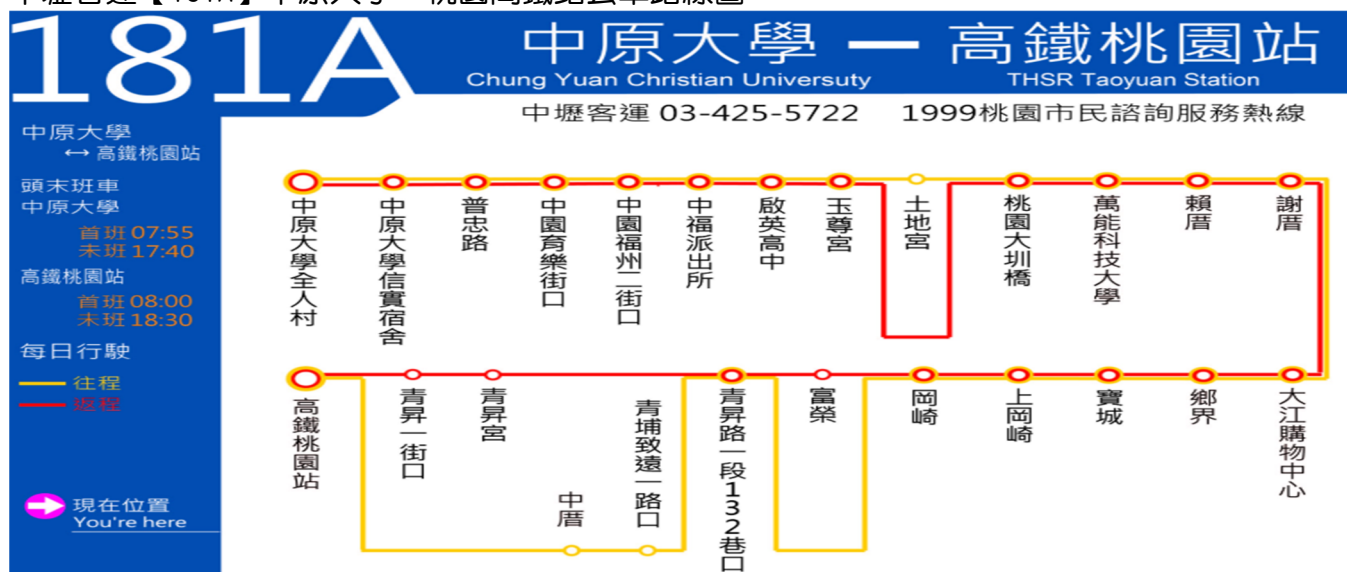 181A
中原大學 — 高鐵桃園站
Chung Yuan Christian Universuty
THSR Taoyuan Station
中壢客運 03-425-5722
1999桃園市民諮詢服務熱線
中原大學
↔ 高鐵桃園站
頭末班車
中原大學
首班 07:55
末班 17:40
高鐵桃園站
首班 08:00
末班 18:30
每日行駛
往程
返程
現在位置
You're here
中原大學全人村
中原大學信實宿舍
普忠路
中園育樂街口
中園福州二街口
中福派出所
啟英高中
玉尊宮
土地宮
桃園大圳橋
萬能科技大學
賴厝
謝厝
高鐵桃園站
青昇一街口
青昇宮
中厝
青埔致遠一路口
青昇路一段132巷口
富榮
岡崎
上岡崎
寶城
鄉界
大江購物中心